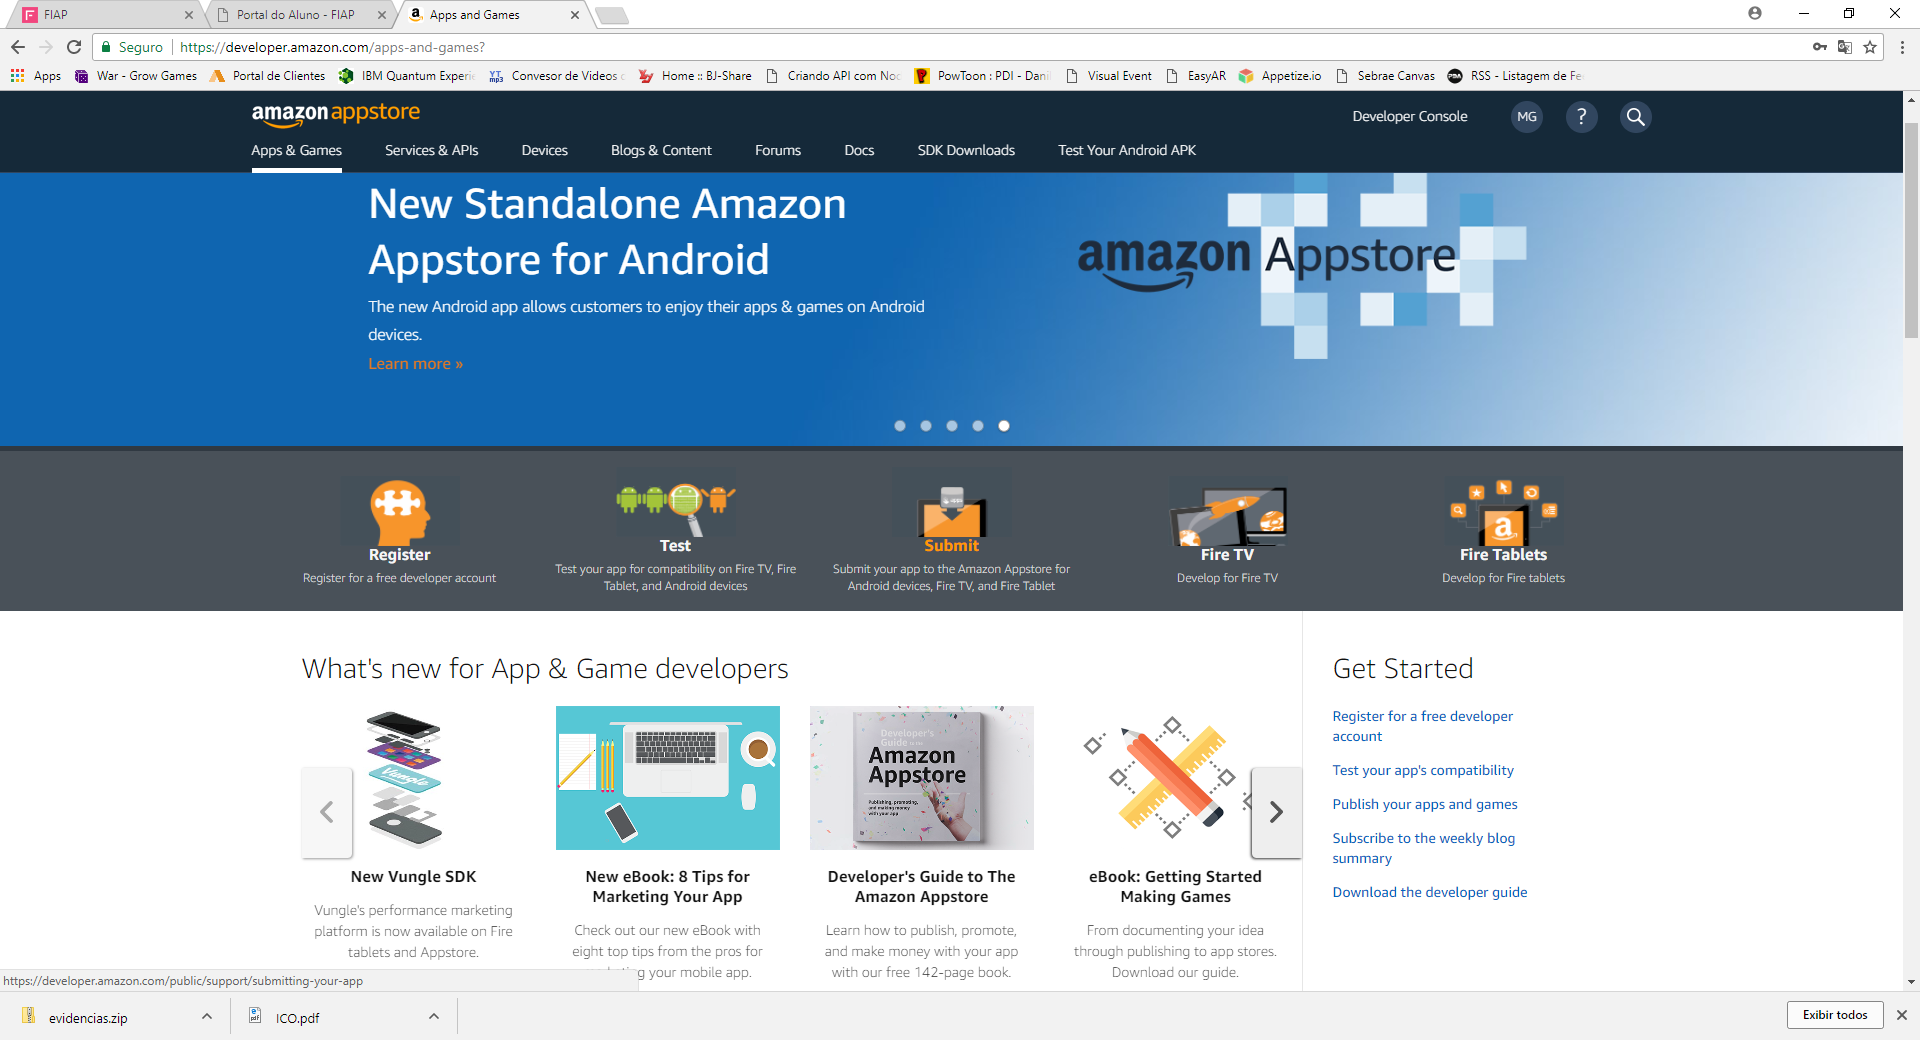 FIAP
Portal do Aluno - FIAP
Apps and Games
Seguro
https://developer.amazon.com/apps-and-games?
Apps
War - Grow Games
Portal de Clientes
IBM Quantum Experie
Convesor de Videos
Home :: BJ-Share
Criando API com Noc
PowToon : PDI - Dani
Visual Event
EasyAR
Appetize.io
Sebrae Canvas
RSS - Listagem de Fe
amazon appstore
Developer Console
MG
?
Apps & Games
Services & APIs
Devices
Blogs & Content
Forums
Docs
SDK Downloads
Test Your Android APK
New Standalone Amazon
Appstore for Android
The new Android app allows customers to enjoy their apps & games on Android
devices.
Learn more »
amazon Appstore
Register
Register for a free developer account
Test
Test your app for compatibility on Fire TV, Fire
Tablet, and Android devices
Submit
Submit your app to the Amazon Appstore for
Android devices, Fire TV, and Fire Tablet
Fire TV
Develop for Fire TV
Fire Tablets
Develop for Fire tablets
What's new for App & Game developers
Vungle
New Vungle SDK
Vungle's performance marketing
platform is now available on Fire
tablets and Appstore.
New eBook: 8 Tips for
Marketing Your App
Check out our new eBook with
eight top tips from the pros for
your mobile app.
Developer's
Guide to the
Amazon
Appstore
Publishing, promoting,
and making money
with your app
Developer's Guide to The
Amazon Appstore
Learn how to publish, promote,
and make money with your app
with our free 142-page book.
eBook: Getting Started
Making Games
From documenting your idea
through publishing to app stores.
Download our guide.
Get Started
Register for a free developer
account
Test your app's compatibility
Publish your apps and games
Subscribe to the weekly blog
summary
Download the developer guide
https://developer.amazon.com/public/support/submitting-your-app
evidencias.zip
ICO.pdf
Exibir todos